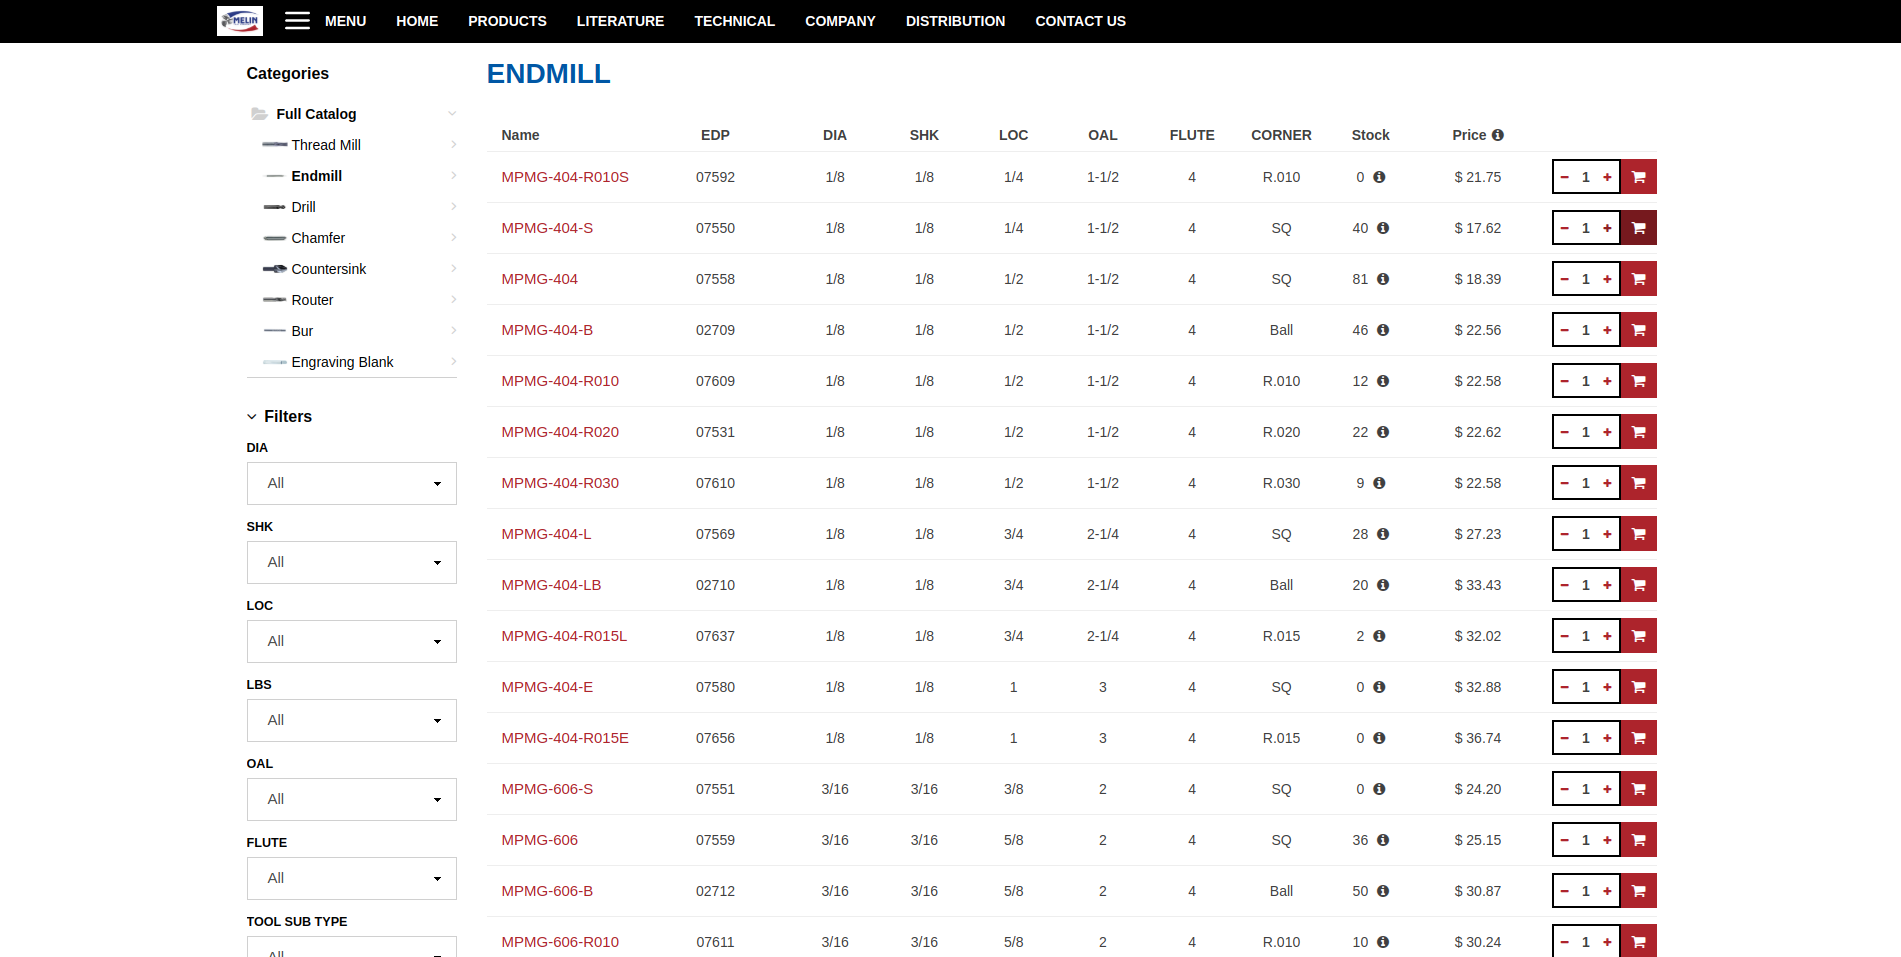 MELIN MENU HOME PRODUCTS LITERATURE TECHNICAL COMPANY DISTRIBUTION CONTACT US
Categories
Full Catalog
Thread Mill
Endmill
Drill
Chamfer
Countersink
Router
Bur
Engraving Blank
Filters
DIA
All
SHK
All
LOC
All
LBS
All
OAL
All
FLUTE
All
TOOL SUB TYPE
All
ENDMILL
Name EDP DIA SHK LOC OAL FLUTE CORNER Stock Price
MPMG-404-R010S 07592 1/8 1/8 1/4 1-1/2 4 R.010 0 $ 21.75 − 1 +
MPMG-404-S 07550 1/8 1/8 1/4 1-1/2 4 SQ 40 $ 17.62 − 1 +
MPMG-404 07558 1/8 1/8 1/2 1-1/2 4 SQ 81 $ 18.39 − 1 +
MPMG-404-B 02709 1/8 1/8 1/2 1-1/2 4 Ball 46 $ 22.56 − 1 +
MPMG-404-R010 07609 1/8 1/8 1/2 1-1/2 4 R.010 12 $ 22.58 − 1 +
MPMG-404-R020 07531 1/8 1/8 1/2 1-1/2 4 R.020 22 $ 22.62 − 1 +
MPMG-404-R030 07610 1/8 1/8 1/2 1-1/2 4 R.030 9 $ 22.58 − 1 +
MPMG-404-L 07569 1/8 1/8 3/4 2-1/4 4 SQ 28 $ 27.23 − 1 +
MPMG-404-LB 02710 1/8 1/8 3/4 2-1/4 4 Ball 20 $ 33.43 − 1 +
MPMG-404-R015L 07637 1/8 1/8 3/4 2-1/4 4 R.015 2 $ 32.02 − 1 +
MPMG-404-E 07580 1/8 1/8 1 3 4 SQ 0 $ 32.88 − 1 +
MPMG-404-R015E 07656 1/8 1/8 1 3 4 R.015 0 $ 36.74 − 1 +
MPMG-606-S 07551 3/16 3/16 3/8 2 4 SQ 0 $ 24.20 − 1 +
MPMG-606 07559 3/16 3/16 5/8 2 4 SQ 36 $ 25.15 − 1 +
MPMG-606-B 02712 3/16 3/16 5/8 2 4 Ball 50 $ 30.87 − 1 +
MPMG-606-R010 07611 3/16 3/16 5/8 2 4 R.010 10 $ 30.24 − 1 +